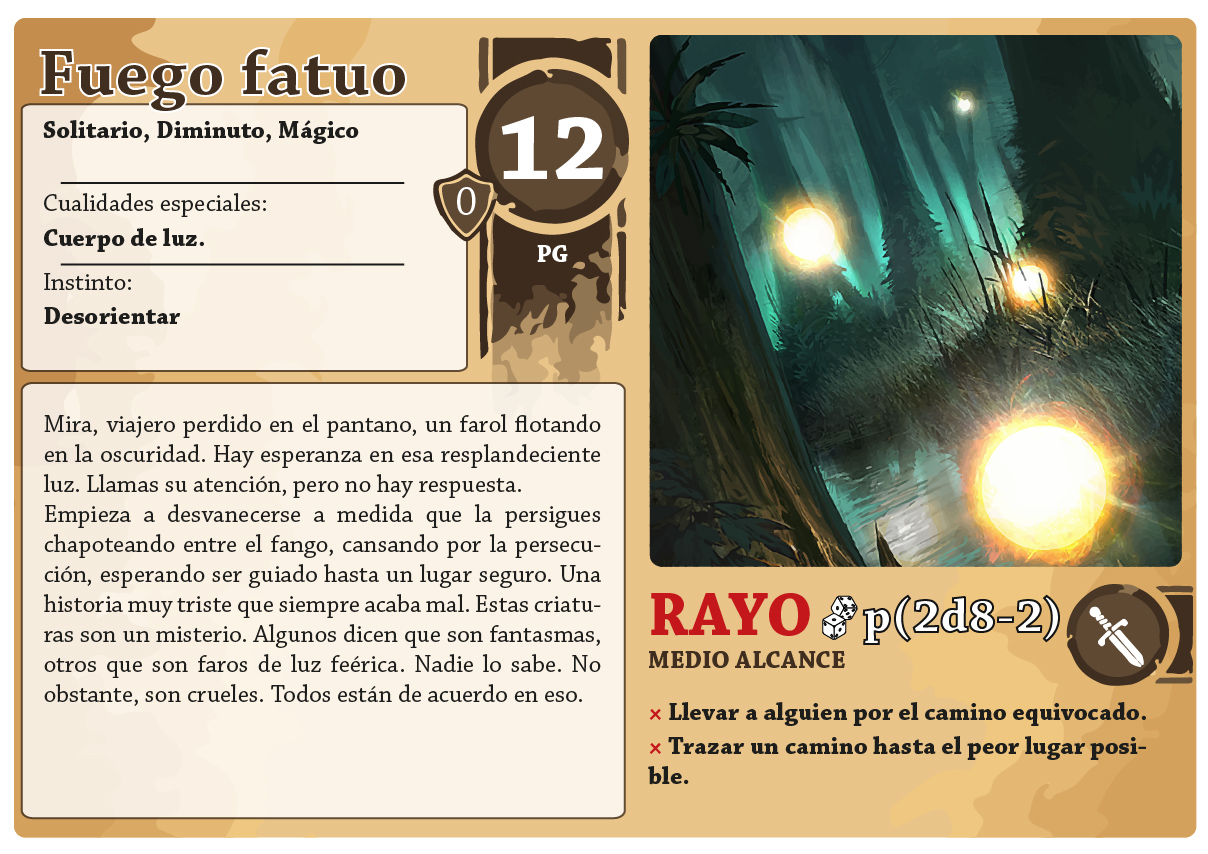 Fuego fatuo
Solitario, Diminuto, Mágico
Cualidades especiales:
Cuerpo de luz.
Instinto:
Desorientar
12
0
PG
Mira, viajero perdido en el pantano, un farol flotando
en la oscuridad. Hay esperanza en esa resplandeciente
luz. Llamas su atención, pero no hay respuesta.
Empieza a desvanecerse a medida que la persigues
chapoteando entre el fango, cansando por la persecu-
ción, esperando ser guiado hasta un lugar seguro. Una
historia muy triste que siempre acaba mal. Estas criatu-
ras son un misterio. Algunos dicen que son fantasmas,
otros que son faros de luz feérica. Nadie lo sabe. No
obstante, son crueles. Todos están de acuerdo en eso.
RAYO p(2d8-2)
MEDIO ALCANCE
× Llevar a alguien por el camino equivocado.
× Trazar un camino hasta el peor lugar posi-
ble.